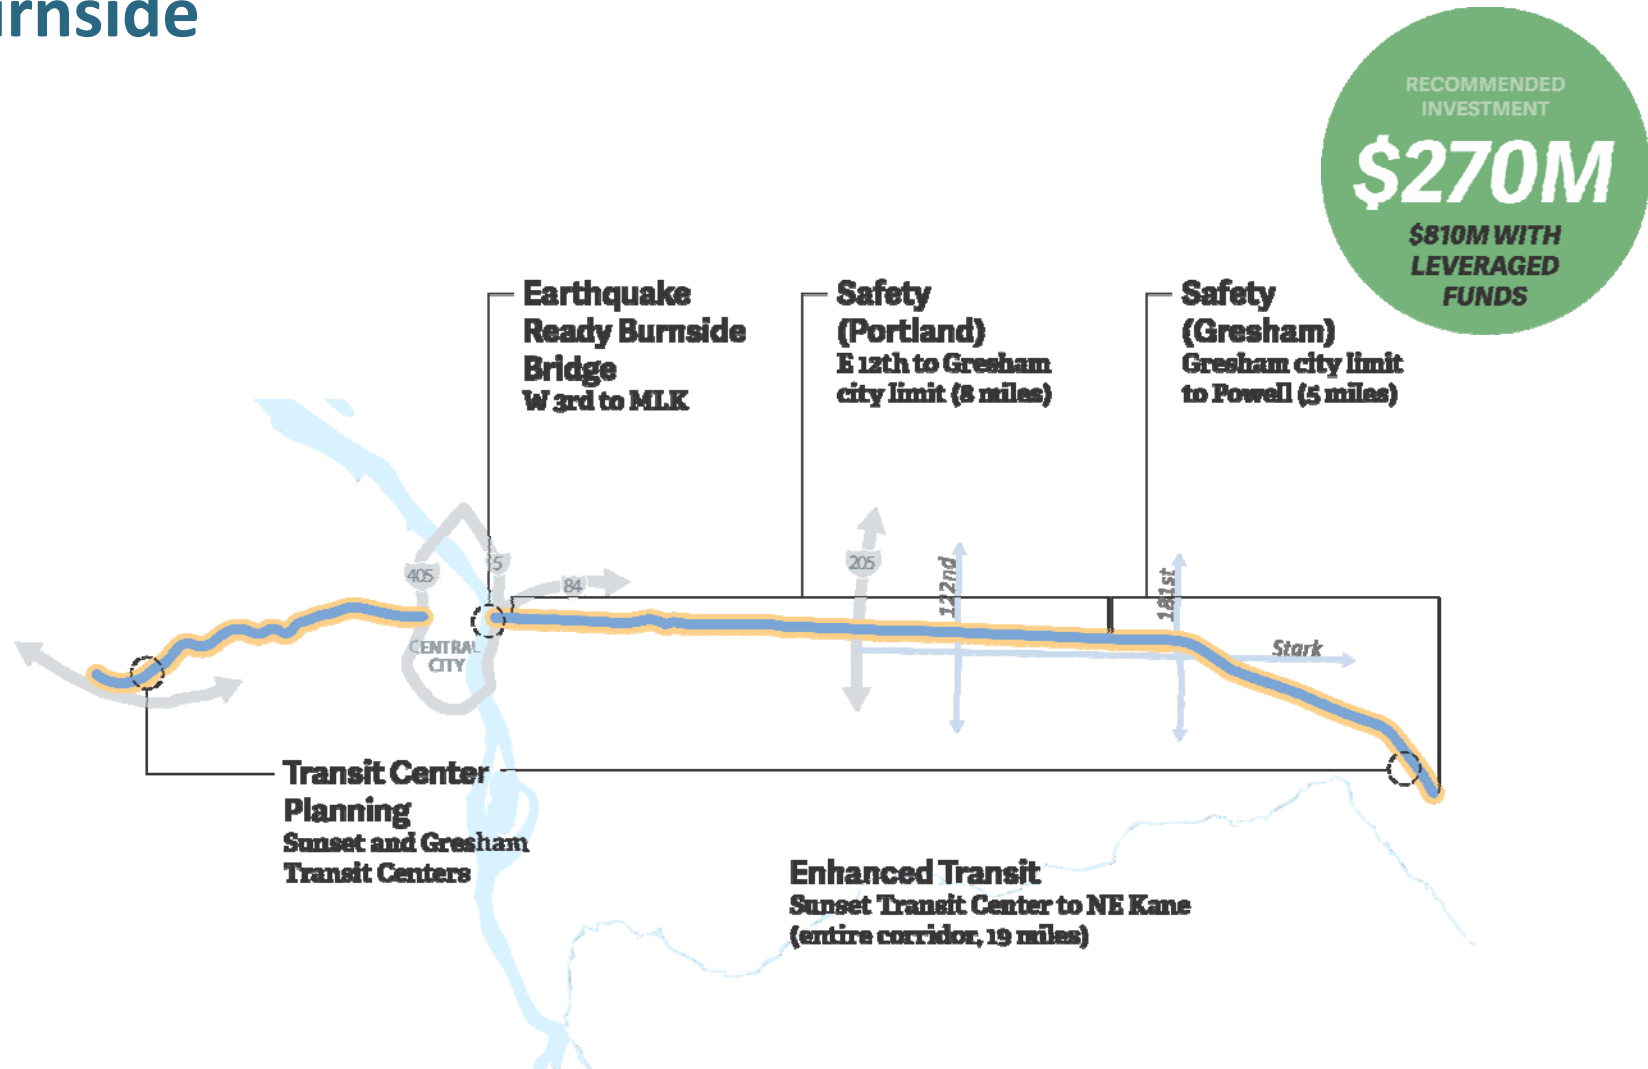 urnside
RECOMMENDED
INVESTMENT
$270M
$810M WITH
LEVERAGED
FUNDS
Earthquake
Ready Burnside
Bridge
W 3rd to MLK
Safety
(Portland)
E 12th to Gresham
city limit (8 miles)
Safety
(Gresham)
Gresham city limit
to Powell (5 miles)
405
5
84
205
122nd
181st
CENTRAL
CITY
Stark
Transit Center
Planning
Sunset and Gresham
Transit Centers
Enhanced Transit
Sunset Transit Center to NE Kane
(entire corridor, 19 miles)